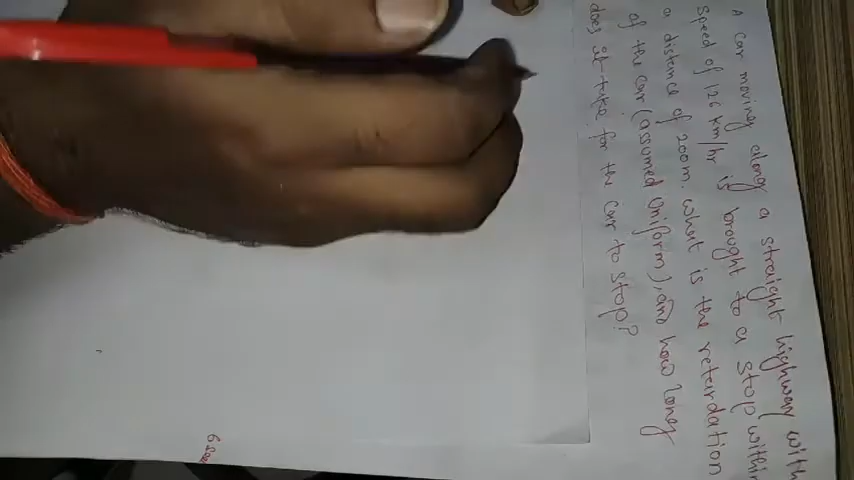 A car moving along a straight highway with
speed of 126 km/hr is brought to a stop within
a distance of 200m. what is the retardation
of the car (assumed uniform), and how long
does it take for the car to stop?